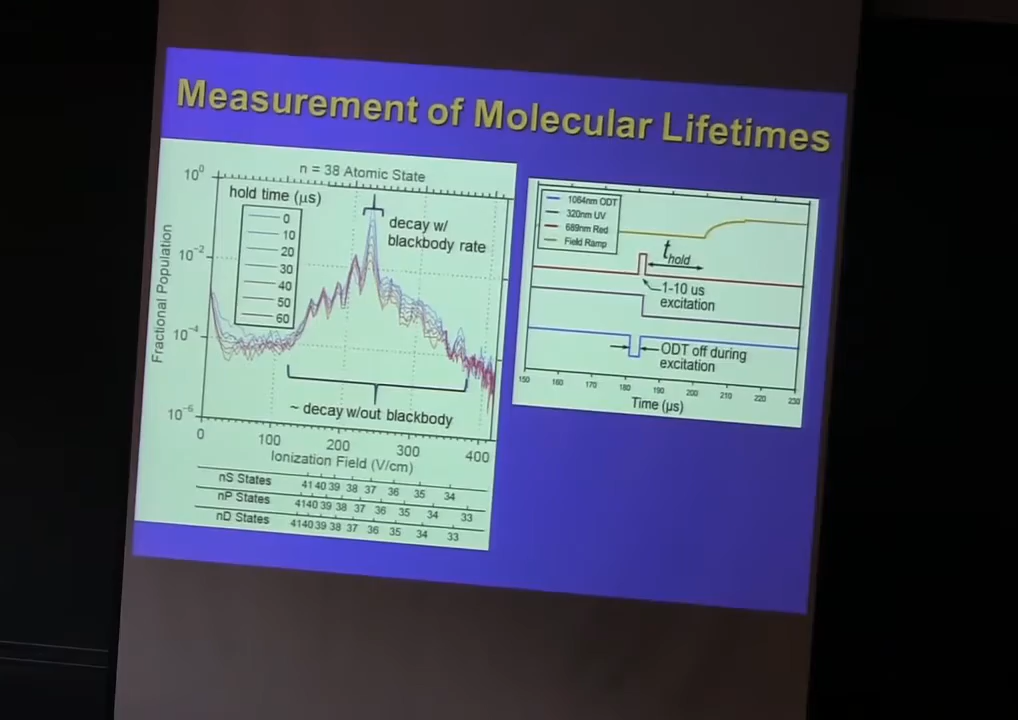 Measurement of Molecular Lifetimes
n = 38 Atomic State
hold time (μs)
0
10
20
30
40
50
60
decay w/
blackbody rate
~ decay w/out blackbody
Fractional Population
10^0
10^-2
10^-4
10^-6
0 100 200 300 400
Ionization Field (V/cm)
nS States 41 40 39 38 37 36 35 34
nP States 41 40 39 38 37 36 35 34 33
nD States 41 40 39 38 37 36 35 34 33
1064nm ODT
320nm UV
689nm Red
Field Ramp
t_hold
1-10 us
excitation
ODT off during
excitation
150 160 170 180 190 200 210 220 230
Time (μs)